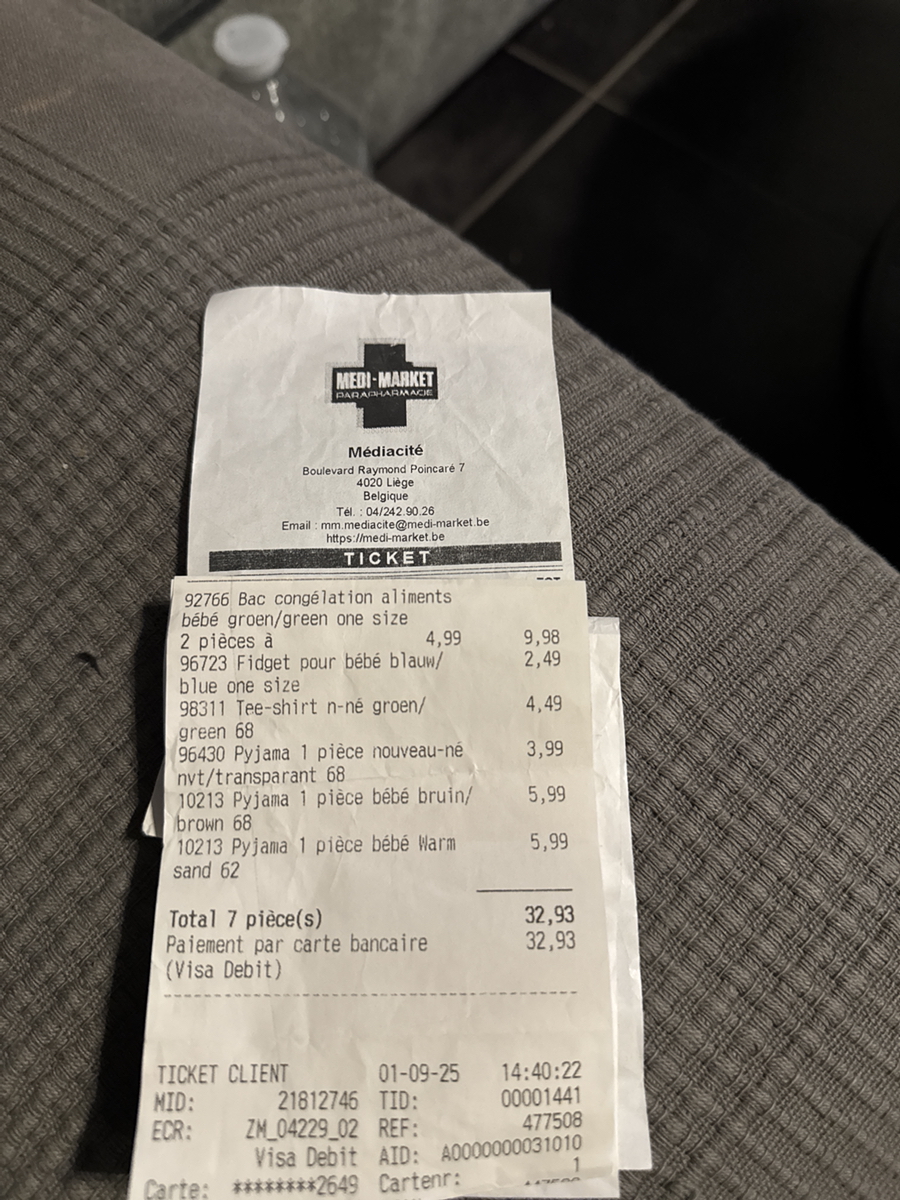 MEDI-MARKET
PARAPHARMACIE
Médiacité
Boulevard Raymond Poincaré 7
4020 Liège
Belgique
Tél. : 04/242.90.26
Email : mm.mediacite@medi-market.be
https://medi-market.be
TICKET
92766 Bac congélation aliments
bébé groen/green one size
2 pièces à 4,99 9,98
96723 Fidget pour bébé blauw/ 2,49
blue one size
98311 Tee-shirt n-né groen/ 4,49
green 68
96430 Pyjama 1 pièce nouveau-né 3,99
nvt/transparant 68
10213 Pyjama 1 pièce bébé bruin/ 5,99
brown 68
10213 Pyjama 1 pièce bébé Warm 5,99
sand 62
Total 7 pièce(s) 32,93
Paiement par carte bancaire 32,93
(Visa Debit)
TICKET CLIENT 01-09-25 14:40:22
MID: 21812746 TID: 00001441
ECR: ZM_04229_02 REF: 477508
Visa Debit AID: A0000000031010
Carte: ********2649 Cartenr: 1